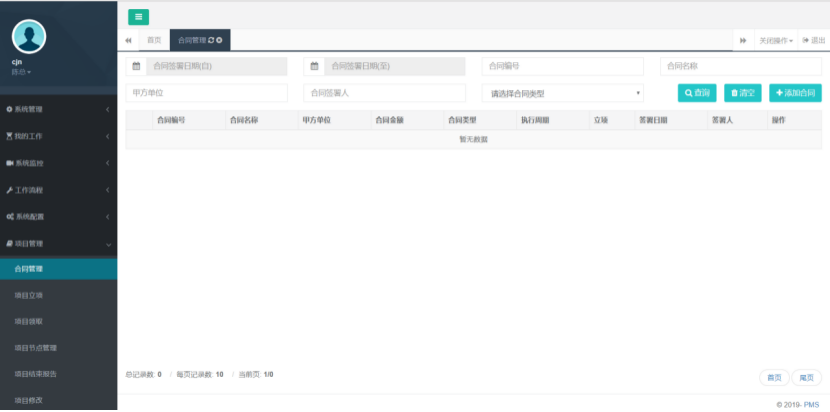 首页
合同管理
关闭操作
退出
cjn
陈总
系统管理
我的工作
系统监控
工作流程
系统配置
项目管理
合同管理
项目立项
项目领取
项目节点管理
项目结束报告
项目修改
合同签署日期(自)
合同签署日期(至)
合同编号
合同名称
甲方单位
合同签署人
请选择合同类型
查询
清空
添加合同
合同编号 合同名称 甲方单位 合同金额 合同类型 执行周期 立项 签署日期 签署人 操作
暂无数据
总记录数: 0 / 每页记录数: 10 / 当前页: 1/0
首页
尾页
© 2019- PMS